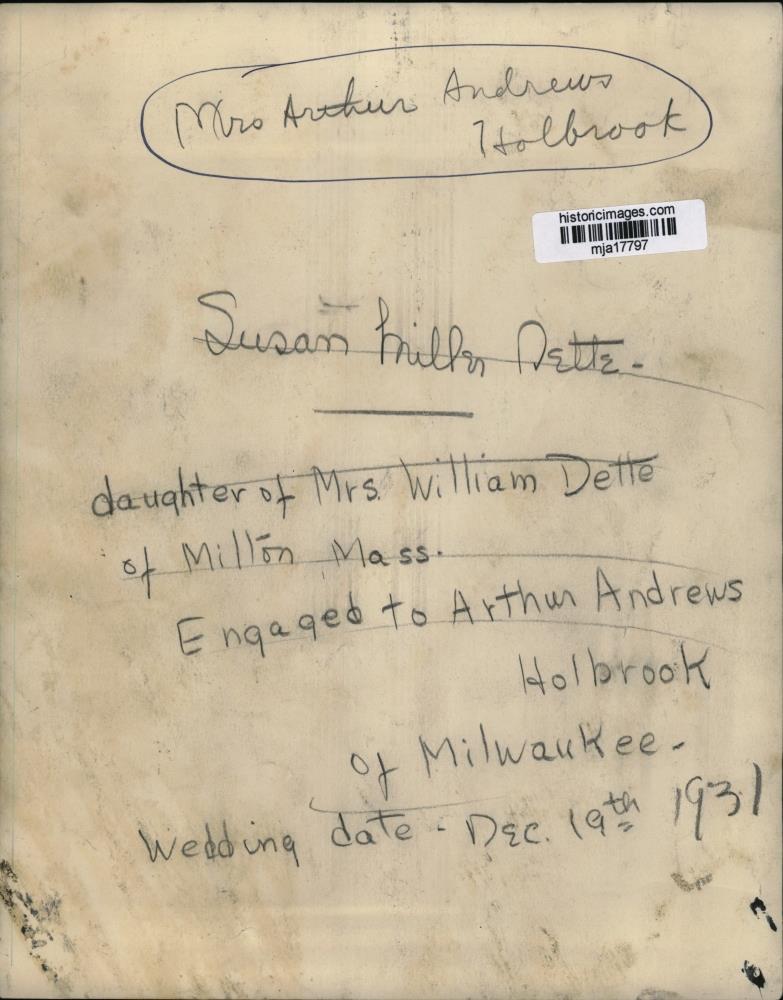 Mrs Arthur Andrews
Holbrook
historicimages.com
mja17797
Susan Miller Dette -
daughter of Mrs. William Dette
of Milton Mass.
Engaged to Arthur Andrews
Holbrook
of Milwaukee -
Wedding date - Dec. 19th 1931